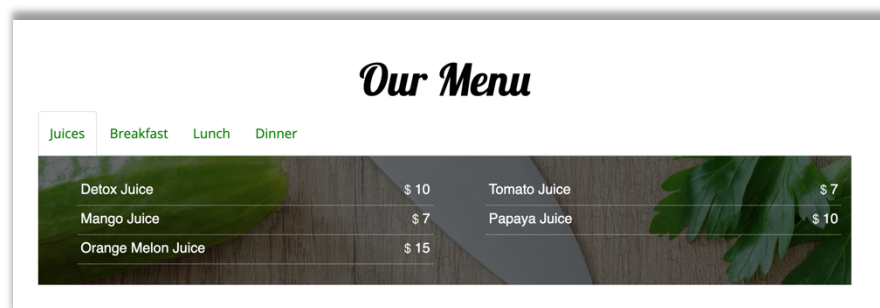 Our Menu
Juices Breakfast Lunch Dinner
Detox Juice $ 10
Mango Juice $ 7
Orange Melon Juice $ 15
Tomato Juice $ 7
Papaya Juice $ 10